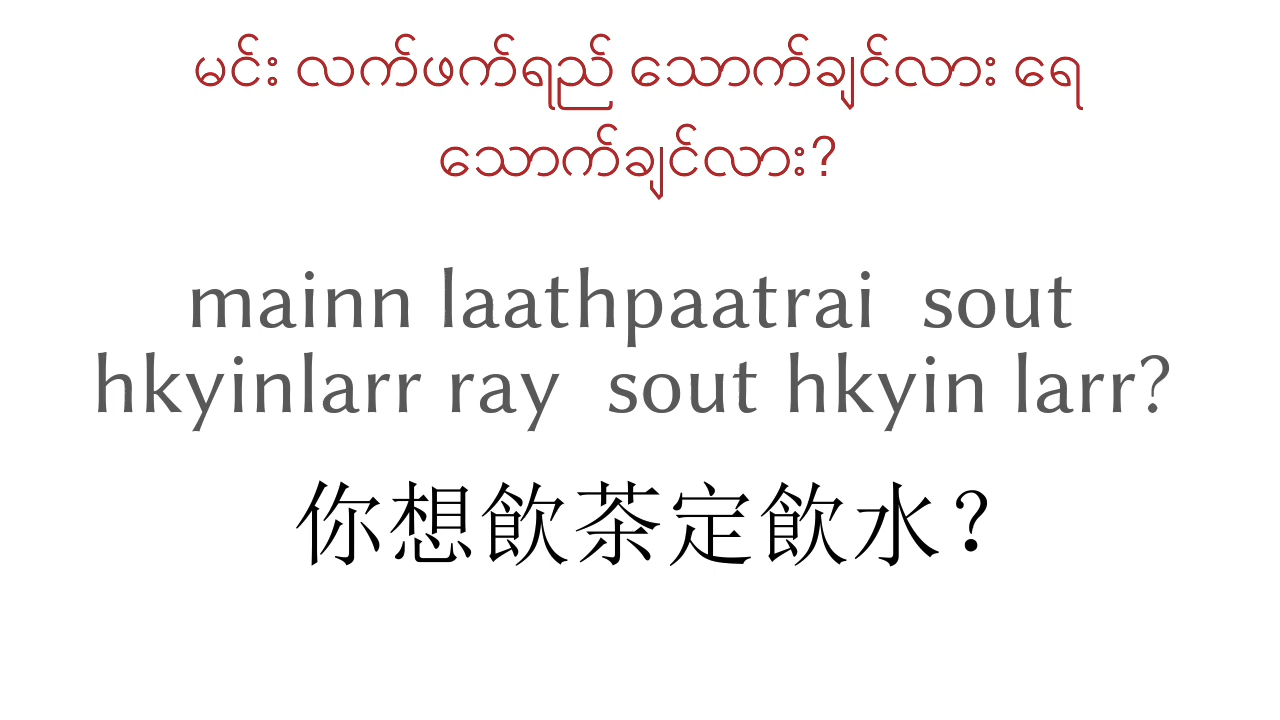 မင်း လက်ဖက်ရည် သောက်ချင်လား ရေ
သောက်ချင်လား?
mainn laathpaatrai sout
hkyinlarr ray sout hkyin larr?
你想飲茶定飲水?